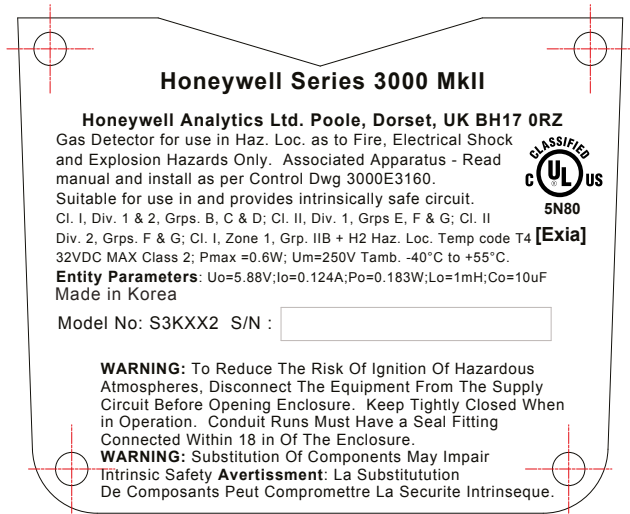 Honeywell Series 3000 MkII
Honeywell Analytics Ltd. Poole, Dorset, UK BH17 0RZ
Gas Detector for use in Haz. Loc. as to Fire, Electrical Shock
and Explosion Hazards Only.  Associated Apparatus - Read
manual and install as per Control Dwg 3000E3160.
Suitable for use in and provides intrinsically safe circuit.
CLASSIFIED
C UL US
5N80
Cl. I, Div. 1 & 2, Grps. B, C & D; Cl. II, Div. 1, Grps E, F & G; Cl. II
Div. 2, Grps. F & G; Cl. I, Zone 1, Grp. IIB + H2 Haz. Loc. Temp code T4 [Exia]
32VDC MAX Class 2; Pmax =0.6W; Um=250V Tamb. -40°C to +55°C.
Entity Parameters: Uo=5.88V;Io=0.124A;Po=0.183W;Lo=1mH;Co=10uF
Made in Korea
Model No: S3KXX2  S/N :
WARNING: To Reduce The Risk Of Ignition Of Hazardous
Atmospheres, Disconnect The Equipment From The Supply
Circuit Before Opening Enclosure.  Keep Tightly Closed When
in Operation.  Conduit Runs Must Have a Seal Fitting
Connected Within 18 in Of The Enclosure.
WARNING: Substitution Of Components May Impair
Intrinsic Safety Avertissment: La Substitutution
De Composants Peut Compromettre La Securite Intrinseque.